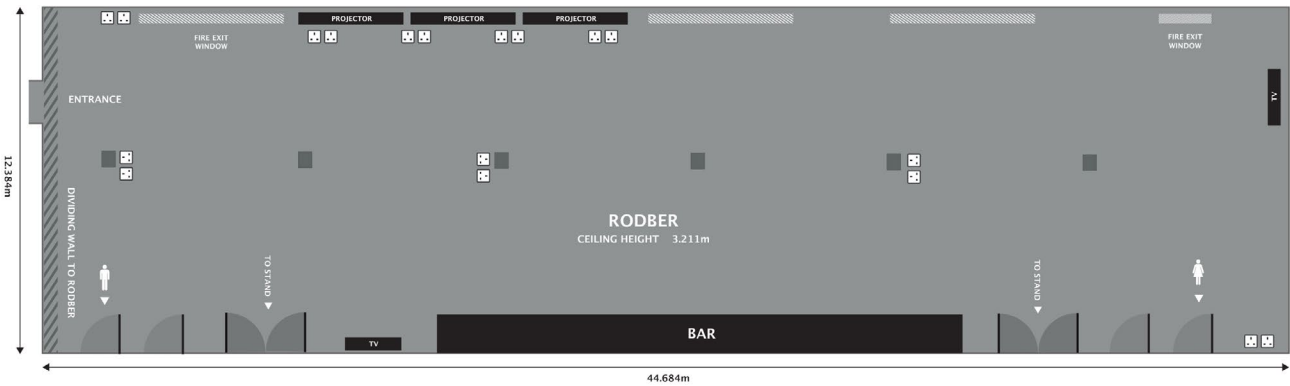 PROJECTOR
PROJECTOR
PROJECTOR
FIRE EXIT
WINDOW
FIRE EXIT
WINDOW
TV
ENTRANCE
12.384m
DIVIDING WALL TO RODBER
RODBER
CEILING HEIGHT 3.211m
TO STAND
TO STAND
TV
BAR
44.684m